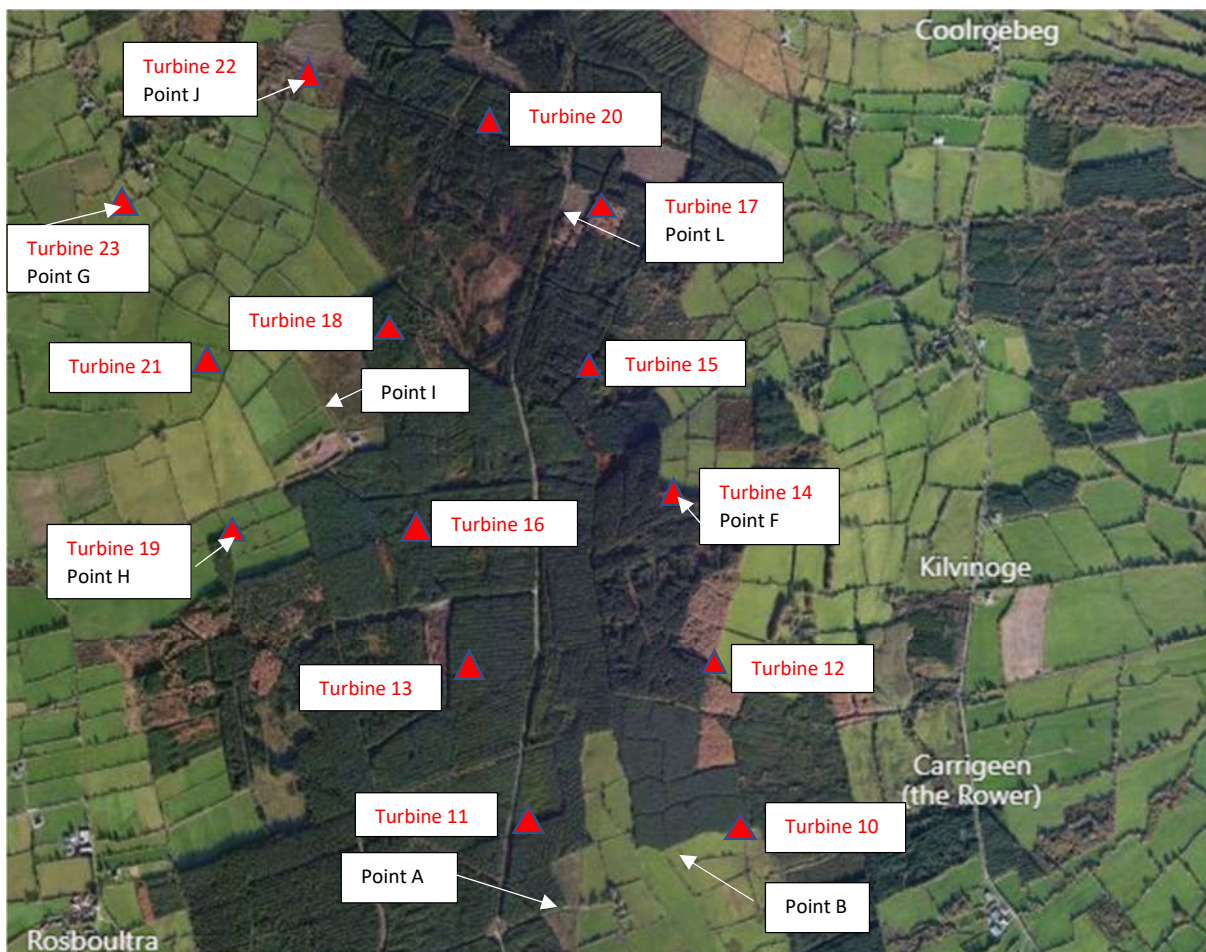 Coolroebeg
Turbine 22
Point J
Turbine 20
Turbine 17
Point L
Turbine 23
Point G
Turbine 18
Turbine 21
Turbine 15
Point I
Turbine 14
Point F
Turbine 16
Turbine 19
Point H
Kilvinoge
Turbine 12
Turbine 13
Carrigeen
(the Rower)
Turbine 11
Turbine 10
Point A
Point B
Rosboultra